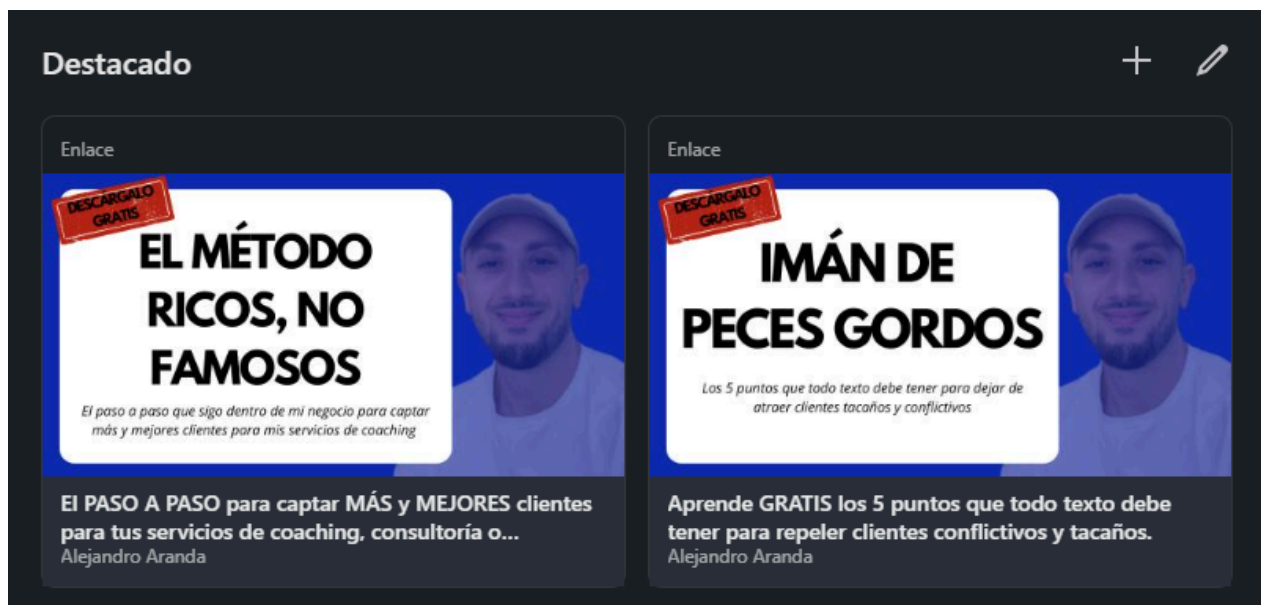 Destacado
Enlace
DESCÁRGALO
GRATIS
EL MÉTODO
RICOS, NO
FAMOSOS
El paso a paso que sigo dentro de mi negocio para captar
más y mejores clientes para mis servicios de coaching
El PASO A PASO para captar MÁS y MEJORES clientes
para tus servicios de coaching, consultoría o...
Alejandro Aranda
Enlace
DESCÁRGALO
GRATIS
IMÁN DE
PECES GORDOS
Los 5 puntos que todo texto debe tener para dejar de
atraer clientes tacaños y conflictivos
Aprende GRATIS los 5 puntos que todo texto debe
tener para repeler clientes conflictivos y tacaños.
Alejandro Aranda